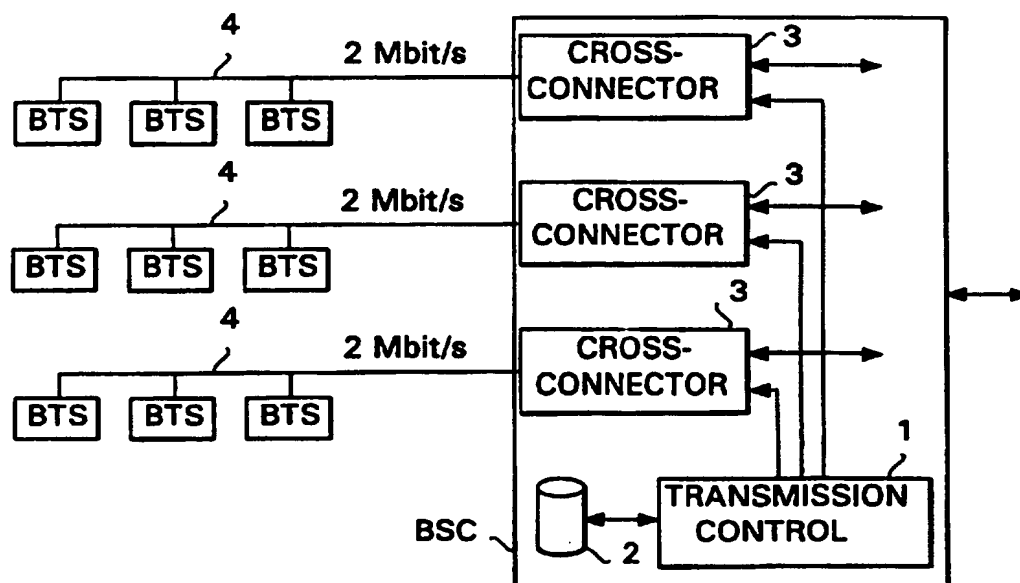 4
2 Mbit/s
CROSS-
CONNECTOR
3
BTS
BTS
BTS
4
2 Mbit/s
CROSS-
CONNECTOR
3
BTS
BTS
BTS
4
2 Mbit/s
CROSS-
CONNECTOR
3
BTS
BTS
BTS
1
TRANSMISSION
CONTROL
BSC
2